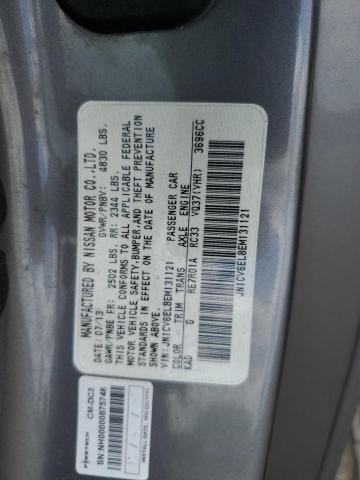 MANUFACTURED BY NISSAN MOTOR CO.,LTD.
DATE: 07/13 GVWR/PNBV: 4830 LBS.
GAWR/PNBE FR: 2502 LBS. RR: 2344 LBS.
THIS VEHICLE CONFORMS TO ALL APPLICABLE FEDERAL
MOTOR VEHICLE SAFETY, BUMPER, AND THEFT PREVENTION
STANDARDS IN EFFECT ON THE DATE OF MANUFACTURE
SHOWN ABOVE.
VIN: JN1CV6EL8EM131121 PASSENGER CAR
COLOR TRIM TRANS AXLE ENGINE
KAD G RE7R01A RC33 VQ37(VHR) 3696CC
JN1CV6EL8EM131121
CM-DC3
SN:NH00000875746